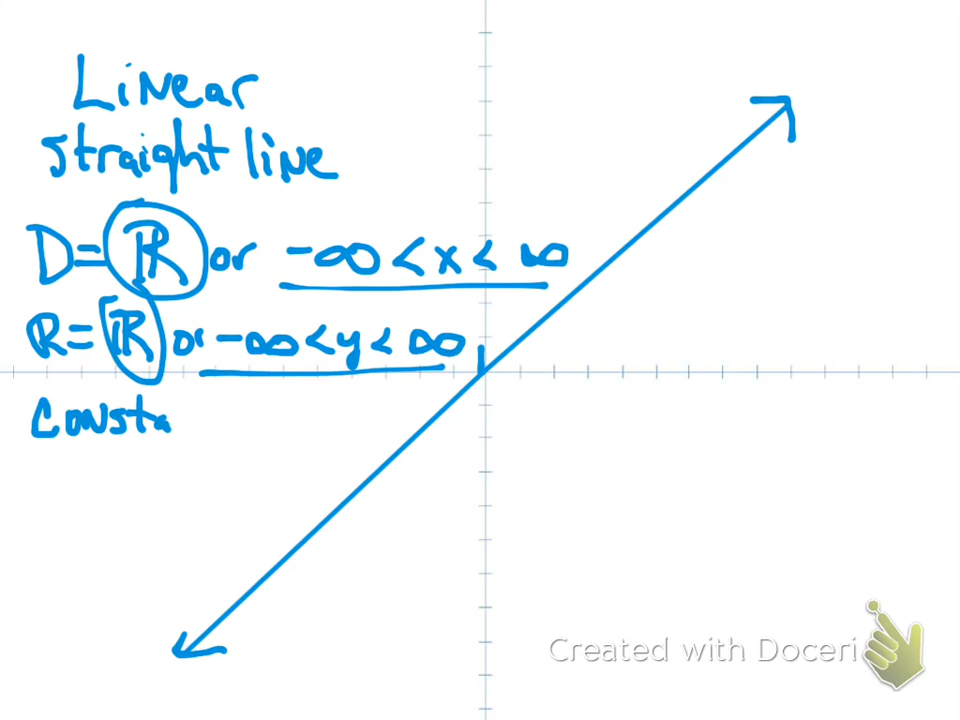 Linear
straight line
D = ℝ or -∞ < x < ∞
R = ℝ or -∞ < y < ∞
Consta
Created with Doceri